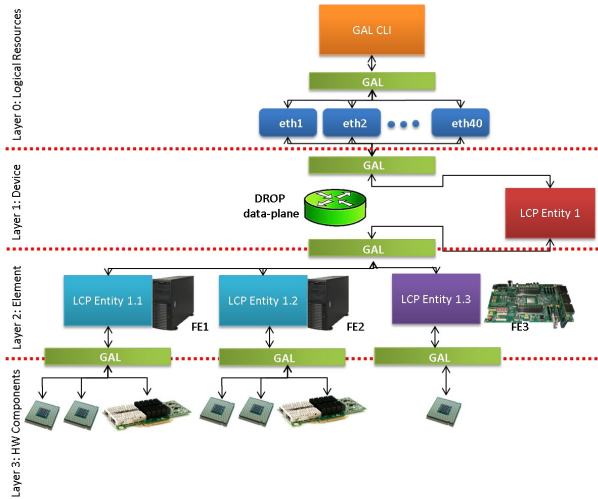 Layer 0: Logical Resources
GAL CLI
GAL
eth1
eth2
eth40
Layer 1: Device
GAL
DROP
data-plane
LCP Entity 1
GAL
Layer 2: Element
LCP Entity 1.1
FE1
LCP Entity 1.2
FE2
LCP Entity 1.3
FE3
GAL
GAL
GAL
Layer 3: HW Components